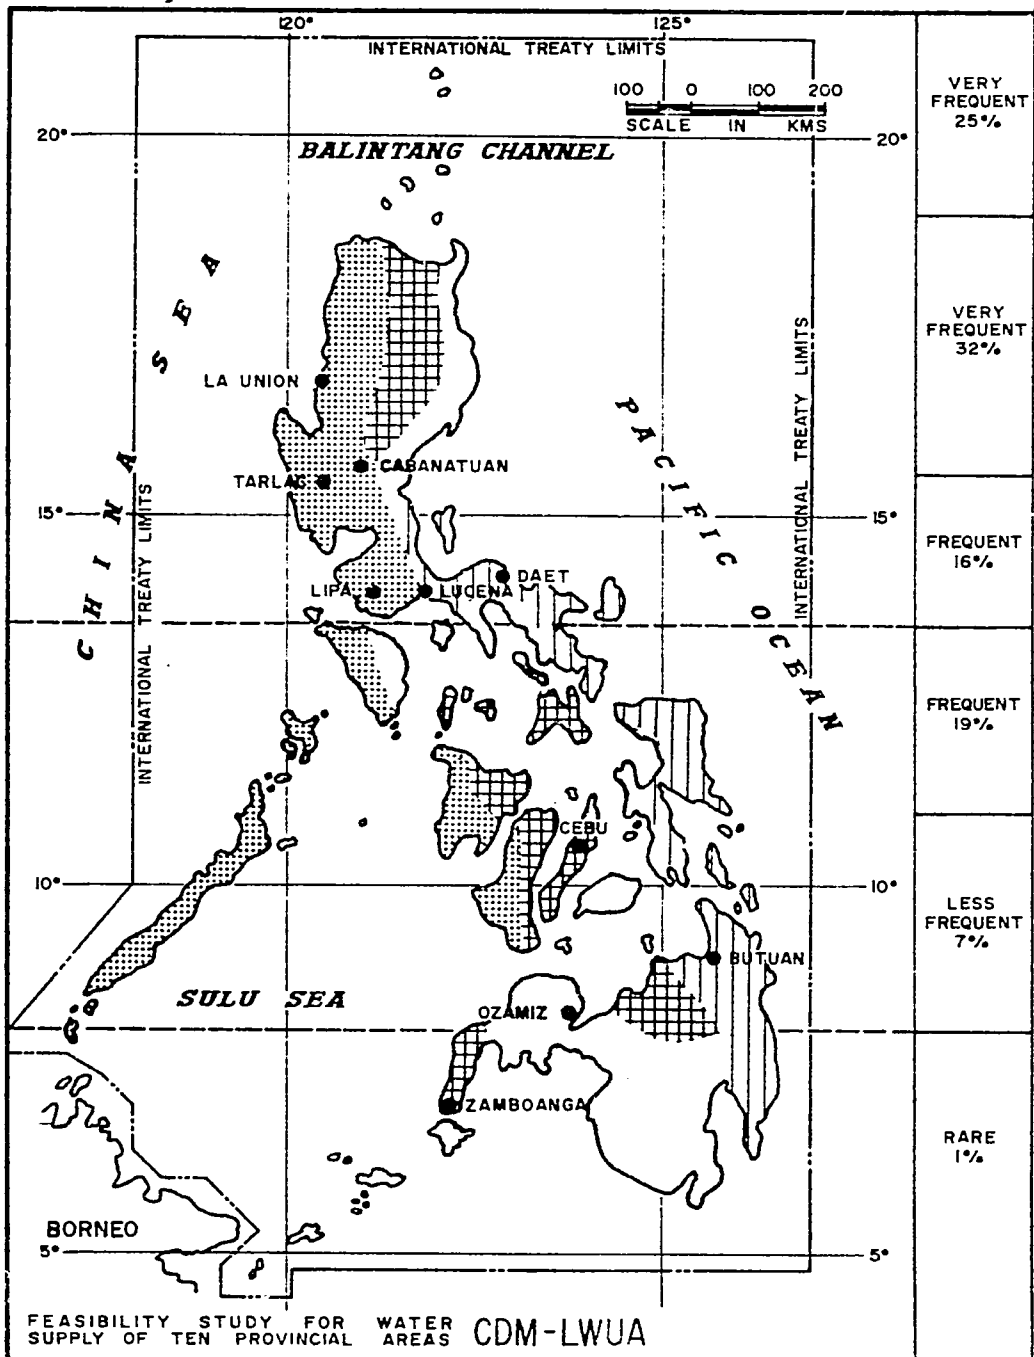 120°
125°
INTERNATIONAL TREATY LIMITS
100 0 100 200
SCALE IN KMS
VERY
FREQUENT
25%
20°
20°
BALINTANG CHANNEL
CHINA SEA
VERY
FREQUENT
32%
LA UNION
PACIFIC OCEAN
INTERNATIONAL TREATY LIMITS
CABANATUAN
TARLAC
INTERNATIONAL TREATY LIMITS
15°
15°
FREQUENT
16%
DAET
LIPA
LUCENA
FREQUENT
19%
CEBU
10°
10°
LESS
FREQUENT
7%
BUTUAN
SULU SEA
OZAMIZ
ZAMBOANGA
RARE
1%
BORNEO
5°
5°
FEASIBILITY STUDY FOR WATER
SUPPLY OF TEN PROVINCIAL AREAS
CDM-LWUA